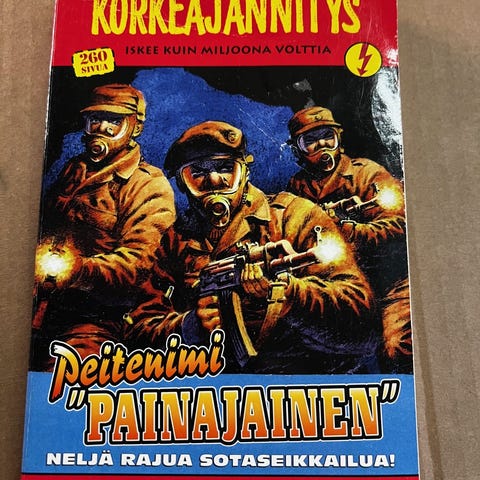 KORKEAJÄNNITYS
ISKEE KUIN MILJOONA VOLTTIA
260
SIVUA
Peitenimi
"PAINAJAINEN"
NELJÄ RAJUA SOTASEIKKAILUA!